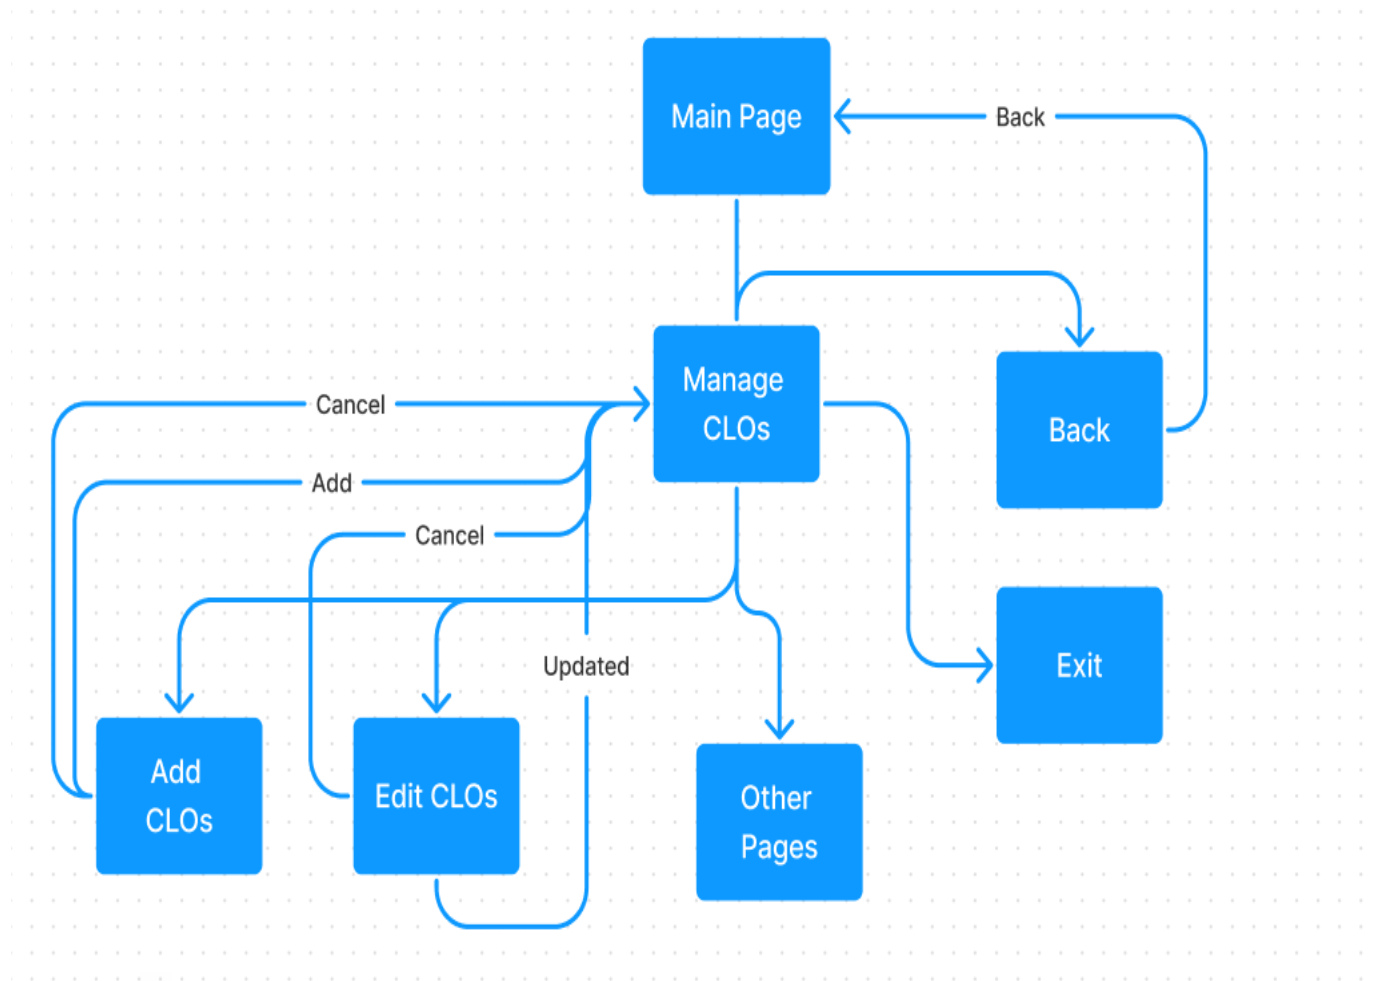 Main Page
Back
Manage
CLOs
Cancel
Back
Add
Cancel
Updated
Exit
Add
CLOs
Edit CLOs
Other
Pages